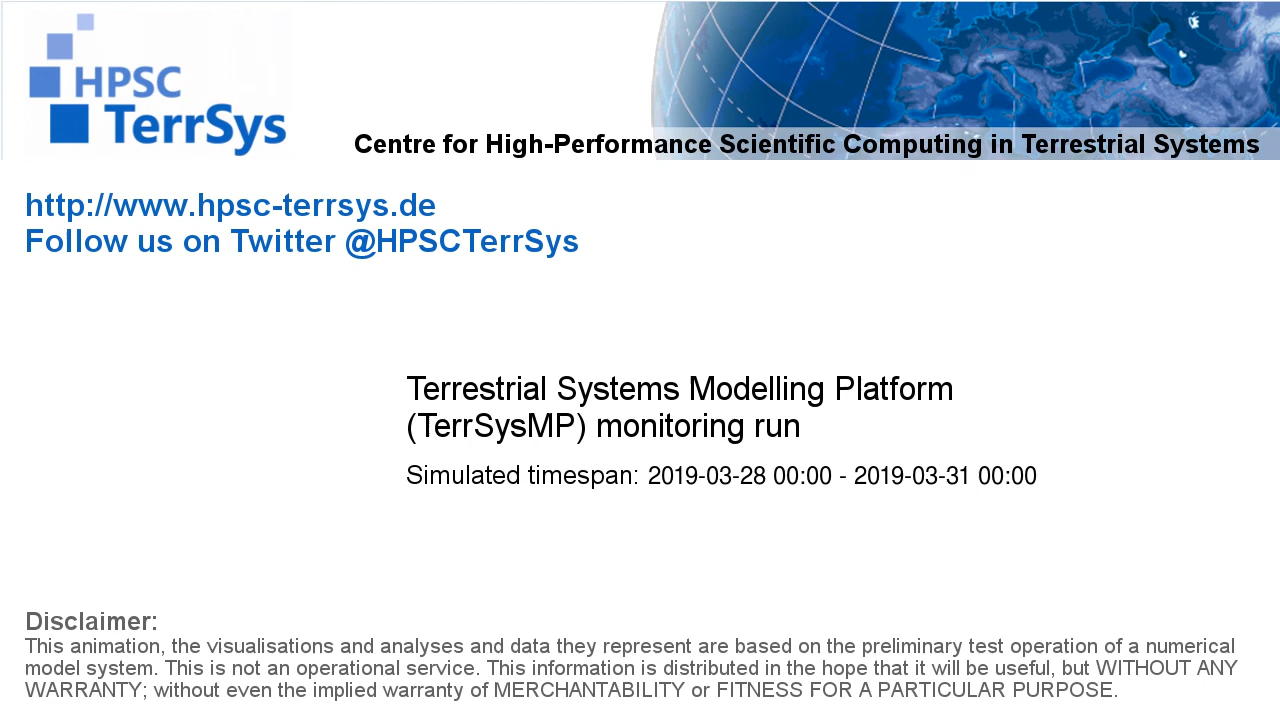 HPSC
TerrSys
Centre for High-Performance Scientific Computing in Terrestrial Systems
http://www.hpsc-terrsys.de
Follow us on Twitter @HPSCTerrSys
Terrestrial Systems Modelling Platform
(TerrSysMP) monitoring run
Simulated timespan: 2019-03-28 00:00 - 2019-03-31 00:00
Disclaimer:
This animation, the visualisations and analyses and data they represent are based on the preliminary test operation of a numerical
model system. This is not an operational service. This information is distributed in the hope that it will be useful, but WITHOUT ANY
WARRANTY; without even the implied warranty of MERCHANTABILITY or FITNESS FOR A PARTICULAR PURPOSE.